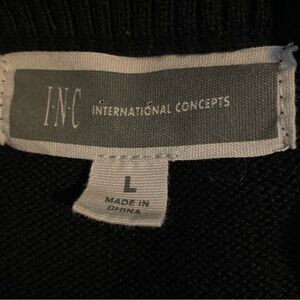 I·N·C INTERNATIONAL CONCEPTS
L
MADE IN
CHINA